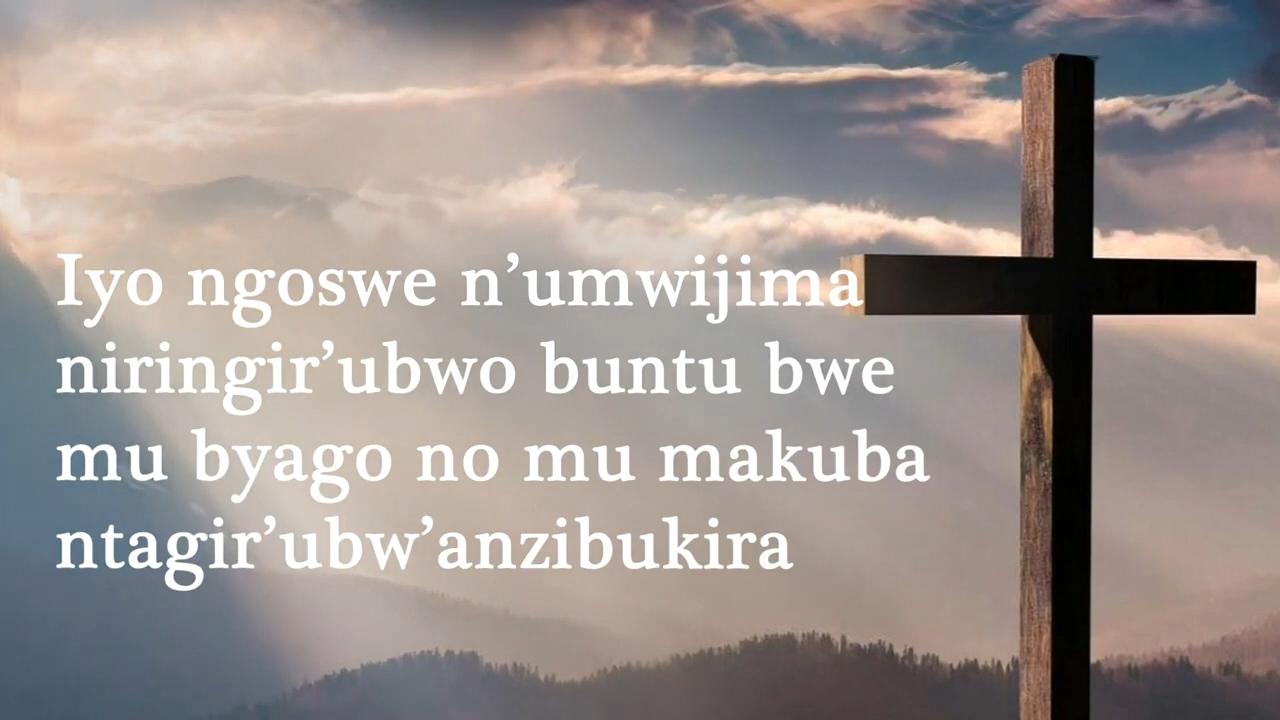 Iyo ngoswe n’umwijima
niringir’ubwo buntu bwe
mu byago no mu makuba
ntagir’ubw’anzibukira